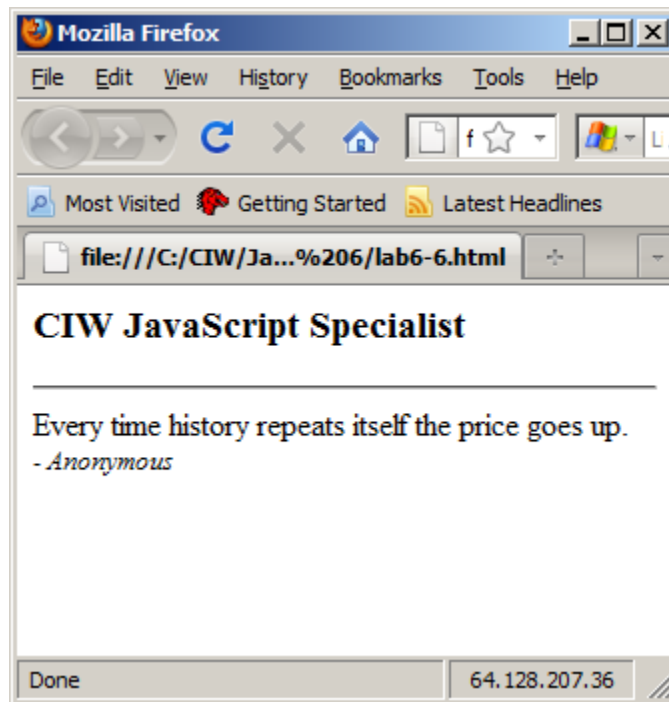 Mozilla Firefox
File Edit View History Bookmarks Tools Help
f
Most Visited Getting Started Latest Headlines
file:///C:/CIW/Ja...%206/lab6-6.html
CIW JavaScript Specialist
Every time history repeats itself the price goes up.
- Anonymous
Done 64.128.207.36